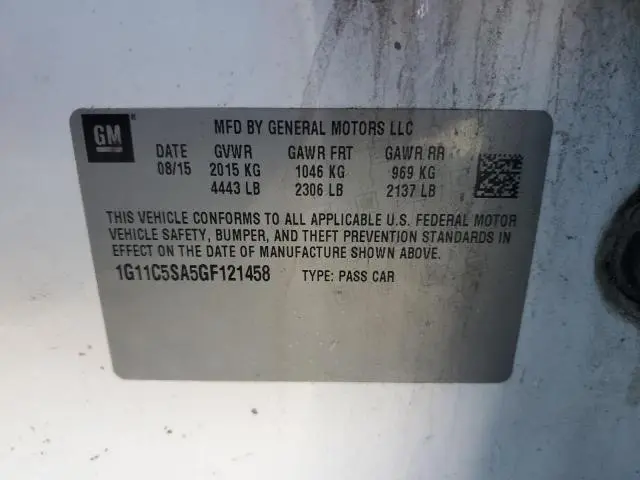 GM
MFD BY GENERAL MOTORS LLC
DATE GVWR GAWR FRT GAWR RR
08/15 2015 KG 1046 KG 969 KG
4443 LB 2306 LB 2137 LB
THIS VEHICLE CONFORMS TO ALL APPLICABLE U.S. FEDERAL MOTOR
VEHICLE SAFETY, BUMPER, AND THEFT PREVENTION STANDARDS IN
EFFECT ON THE DATE OF MANUFACTURE SHOWN ABOVE.
1G11C5SA5GF121458 TYPE: PASS CAR